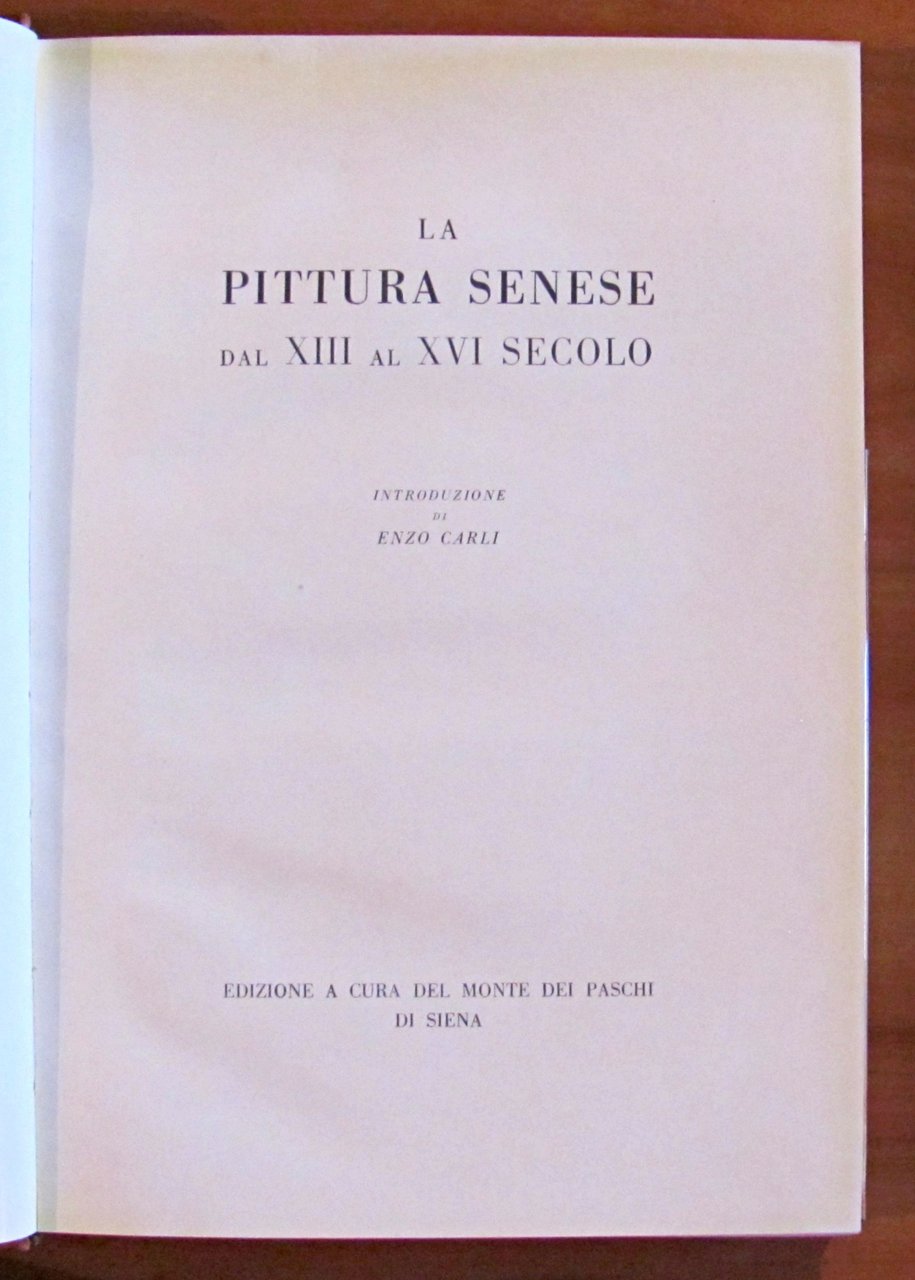 LA
PITTURA SENESE
DAL XIII AL XVI SECOLO
INTRODUZIONE
DI
ENZO CARLI
EDIZIONE A CURA DEL MONTE DEI PASCHI
DI SIENA